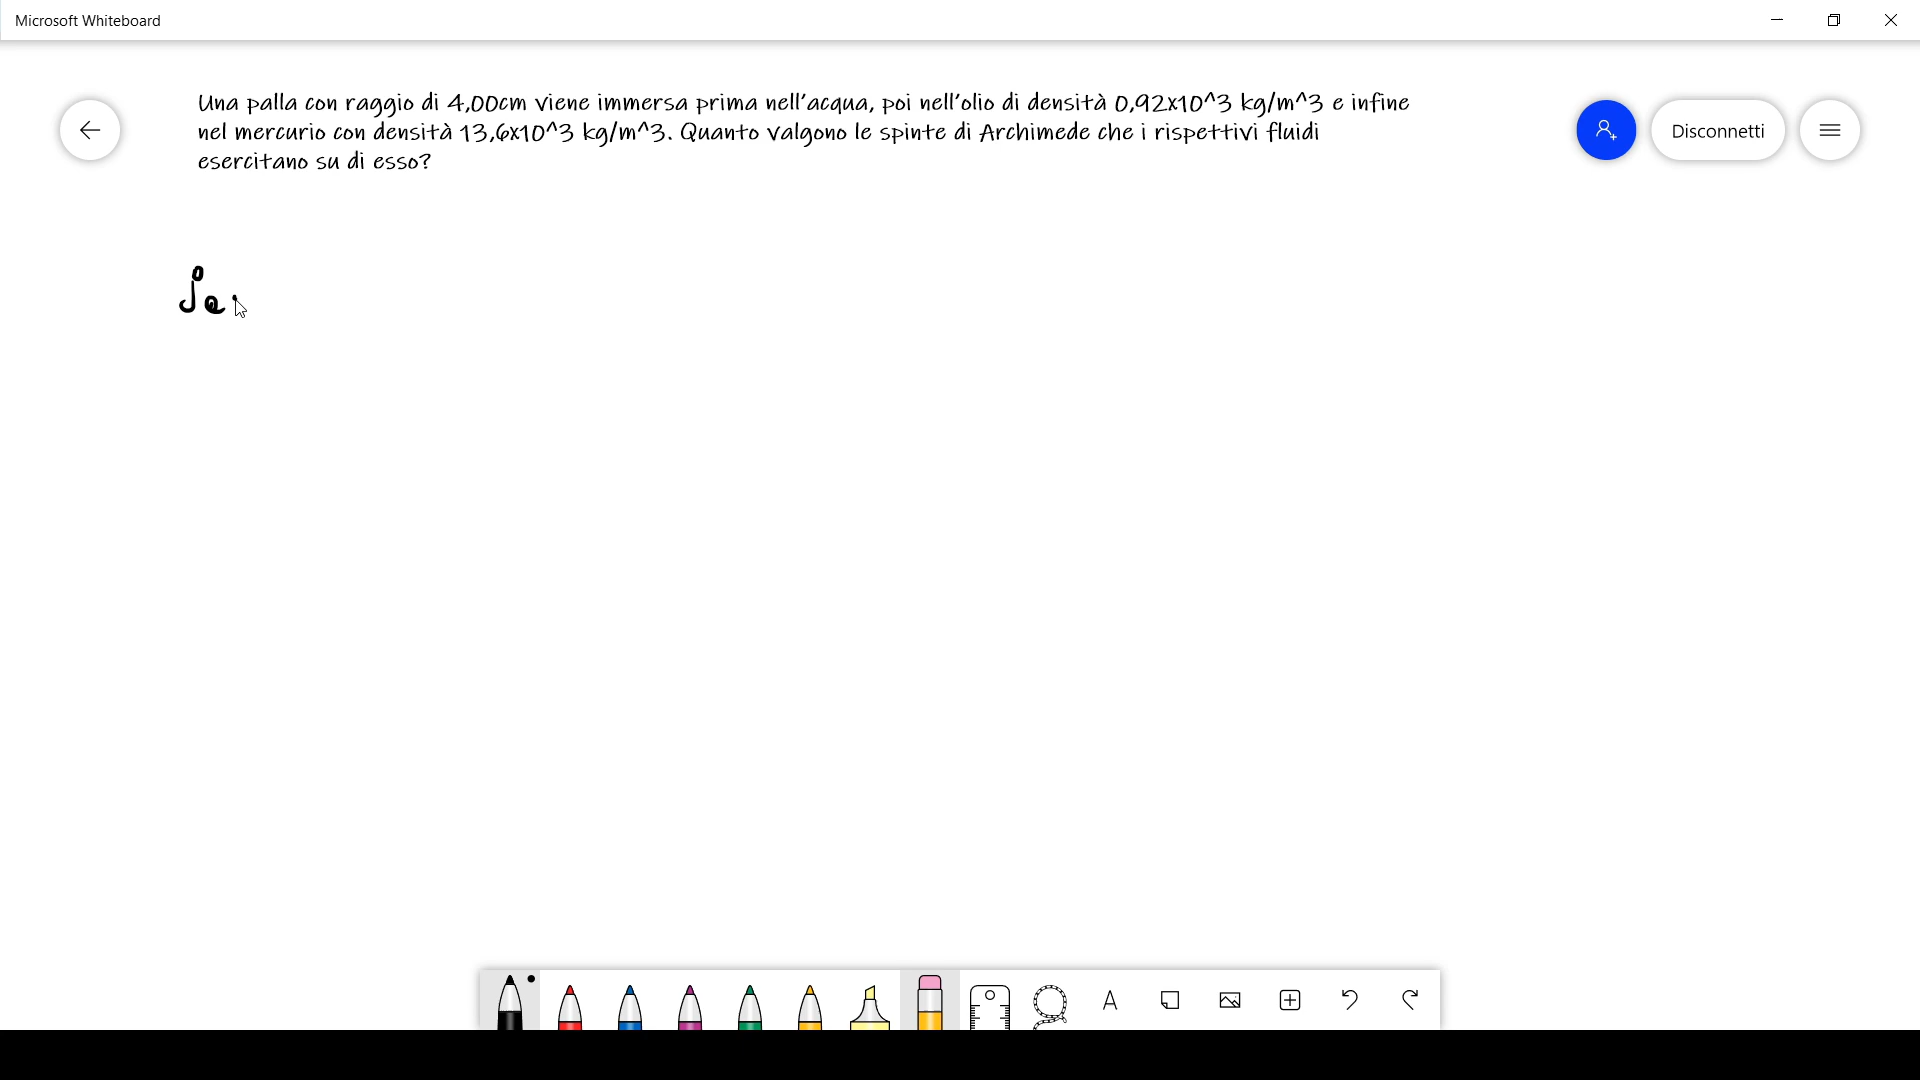 Microsoft Whiteboard
Una palla con raggio di 4,00cm viene immersa prima nell'acqua, poi nell'olio di densità 0,92x10^3 kg/m^3 e infine
nel mercurio con densità 13,6x10^3 kg/m^3. Quanto valgono le spinte di Archimede che i rispettivi fluidi
esercitano su di esso?
Disconnetti